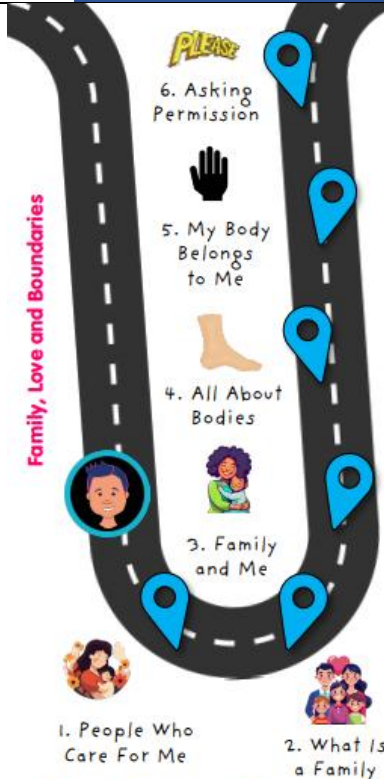 PLEASE
6. Asking
Permission
5. My Body
Belongs
to Me
4. All About
Bodies
Family, Love and Boundaries
3. Family
and Me
1. People Who
Care For Me
2. What Is
a Family